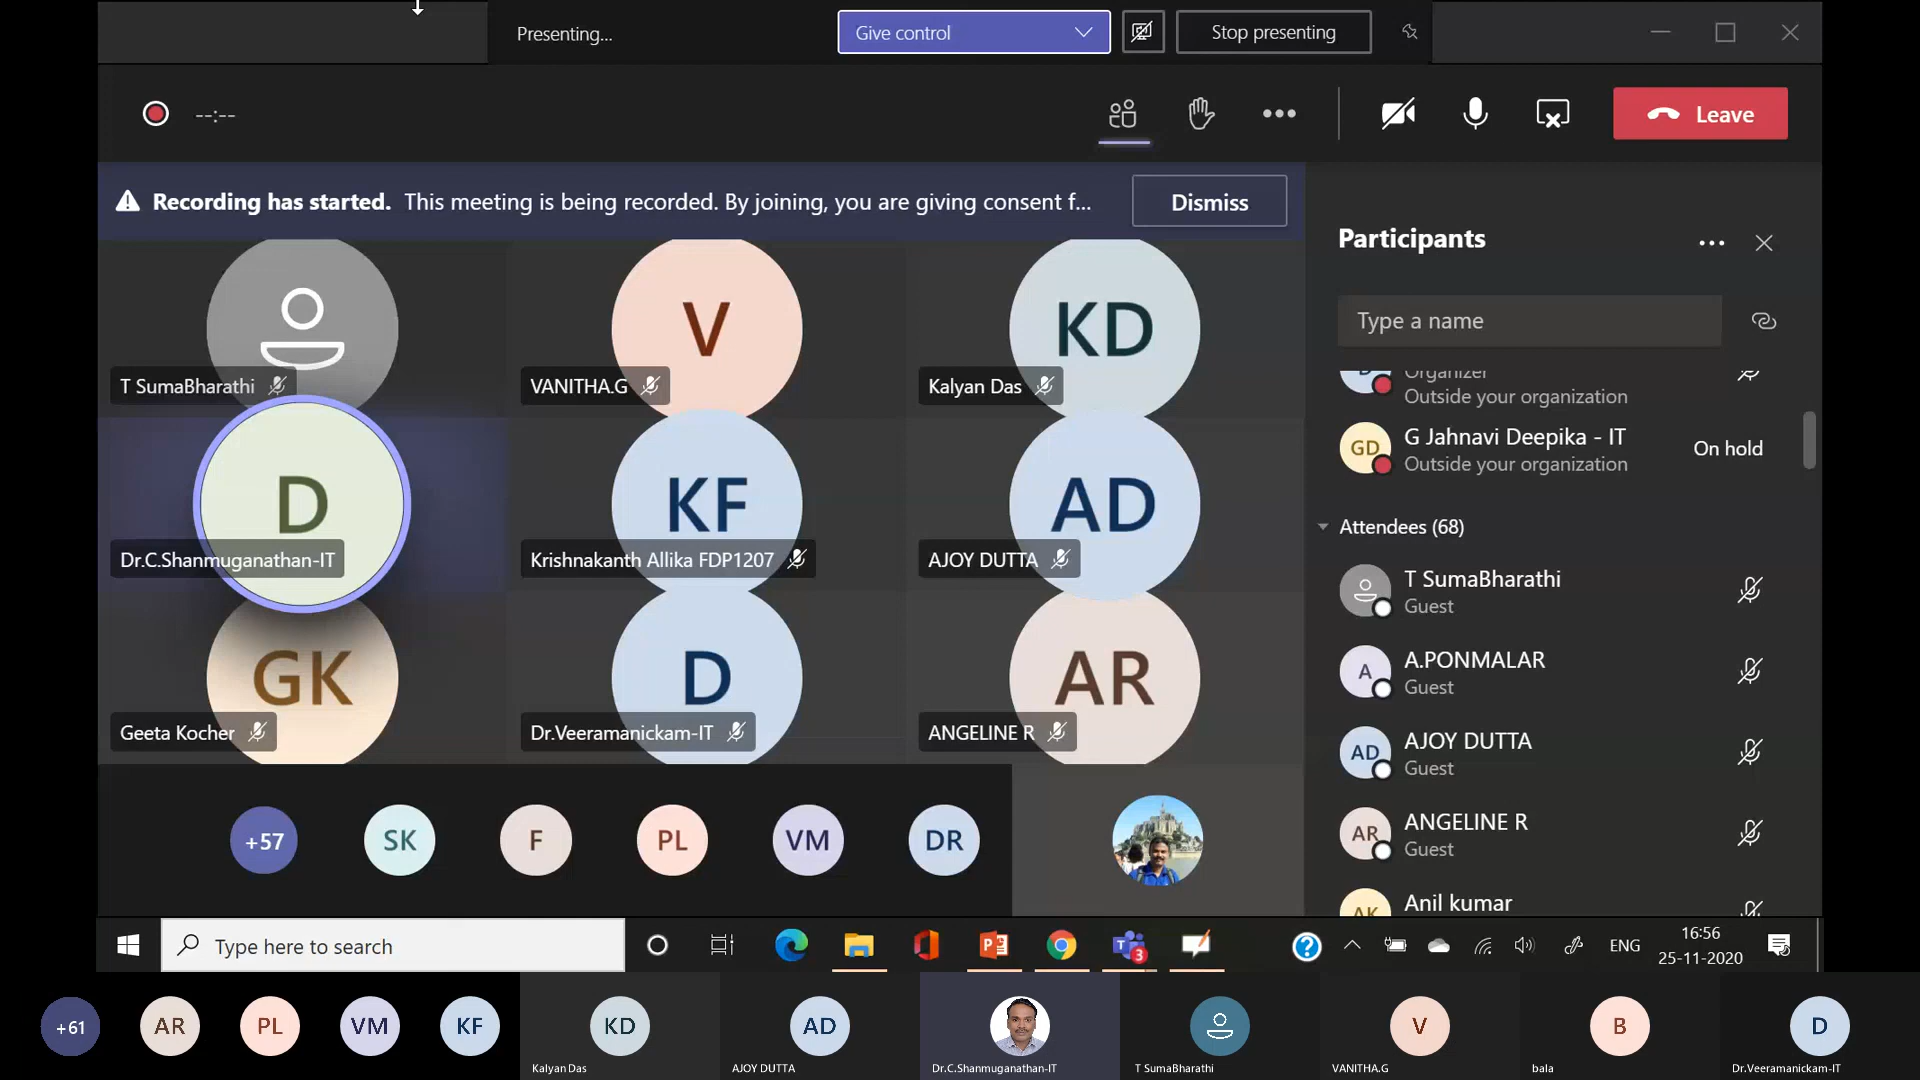 Presenting...
Give control
Stop presenting
--:--
Leave
Recording has started. This meeting is being recorded. By joining, you are giving consent f...
Dismiss
Participants
Type a name
V
KD
T SumaBharathi
VANITHA.G
Kalyan Das
Organizer
Outside your organization
GD
G Jahnavi Deepika - IT
Outside your organization
On hold
D
KF
AD
Dr.C.Shanmuganathan-IT
Krishnakanth Allika FDP1207
AJOY DUTTA
Attendees (68)
T SumaBharathi
Guest
A
A.PONMALAR
Guest
GK
D
AR
Geeta Kocher
Dr.Veeramanickam-IT
ANGELINE R
AD
AJOY DUTTA
Guest
AR
ANGELINE R
Guest
AK
Anil kumar
+57
SK
F
PL
VM
DR
Type here to search
3
ENG
16:56
25-11-2020
+61
AR
PL
VM
KF
KD
AD
V
B
D
Kalyan Das
AJOY DUTTA
Dr.C.Shanmuganathan-IT
T SumaBharathi
VANITHA.G
bala
Dr.Veeramanickam-IT